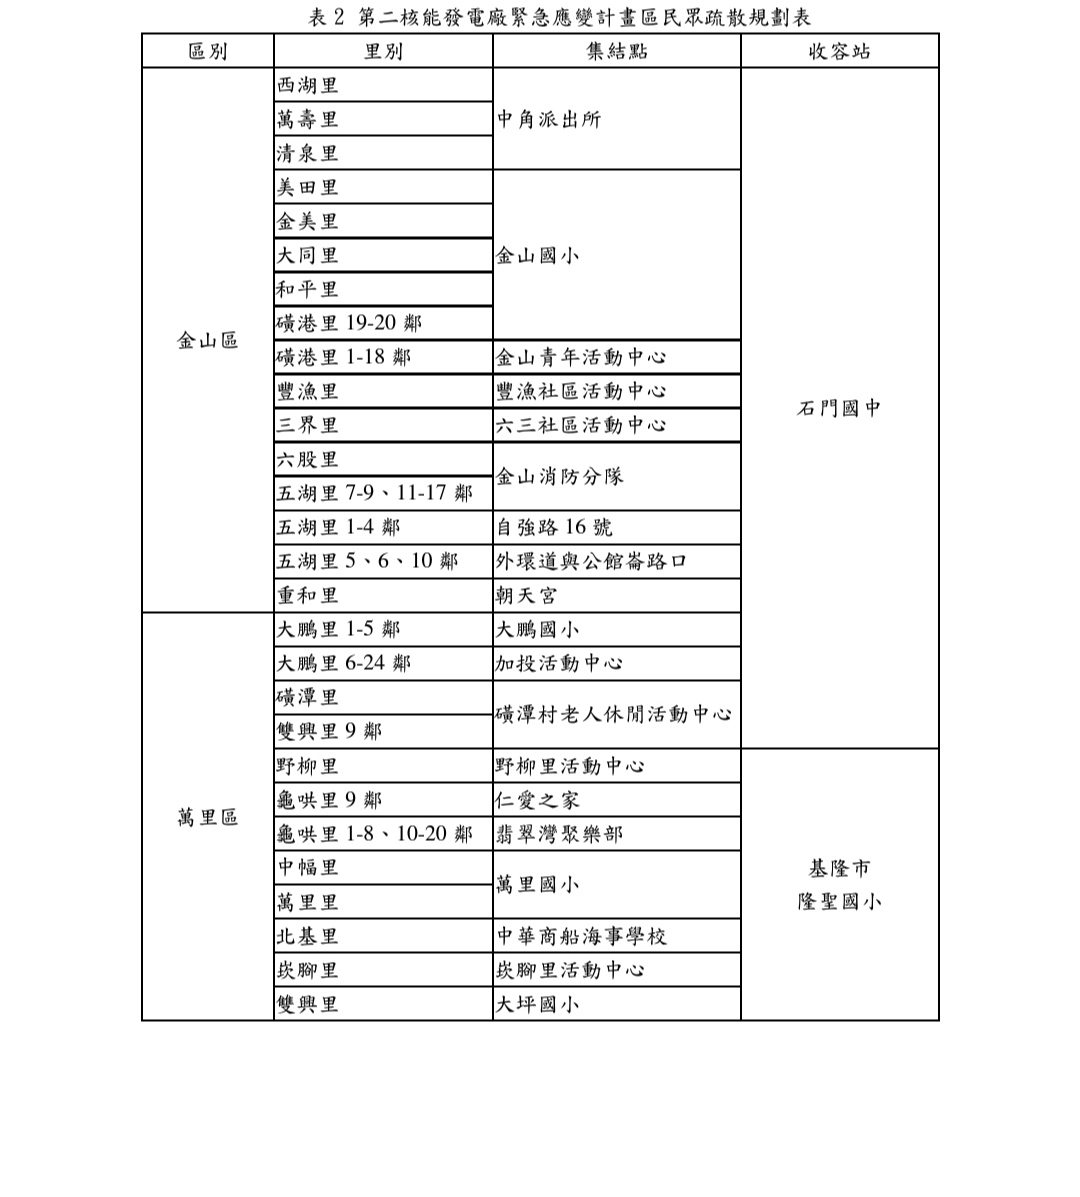 表 2 第二核能發電廠緊急應變計畫區民眾疏散規劃表
區別 里別 集結點 收容站
西湖里
萬壽里 中角派出所
清泉里
美田里
金美里
大同里 金山國小
和平里
磺港里 19-20 鄰
金山區
磺港里 1-18 鄰 金山青年活動中心
豐漁里 豐漁社區活動中心
石門國中
三界里 六三社區活動中心
六股里
金山消防分隊
五湖里 7-9、11-17 鄰
五湖里 1-4 鄰 自強路 16 號
五湖里 5、6、10 鄰 外環道與公館崙路口
重和里 朝天宮
大鵬里 1-5 鄰 大鵬國小
大鵬里 6-24 鄰 加投活動中心
磺潭里
磺潭村老人休閒活動中心
雙興里 9 鄰
野柳里 野柳里活動中心
龜哄里 9 鄰 仁愛之家
萬里區
龜哄里 1-8、10-20 鄰 翡翠灣聚樂部
中幅里
基隆市
萬里國小
萬里里
隆聖國小
北基里 中華商船海事學校
崁腳里 崁腳里活動中心
雙興里 大坪國小